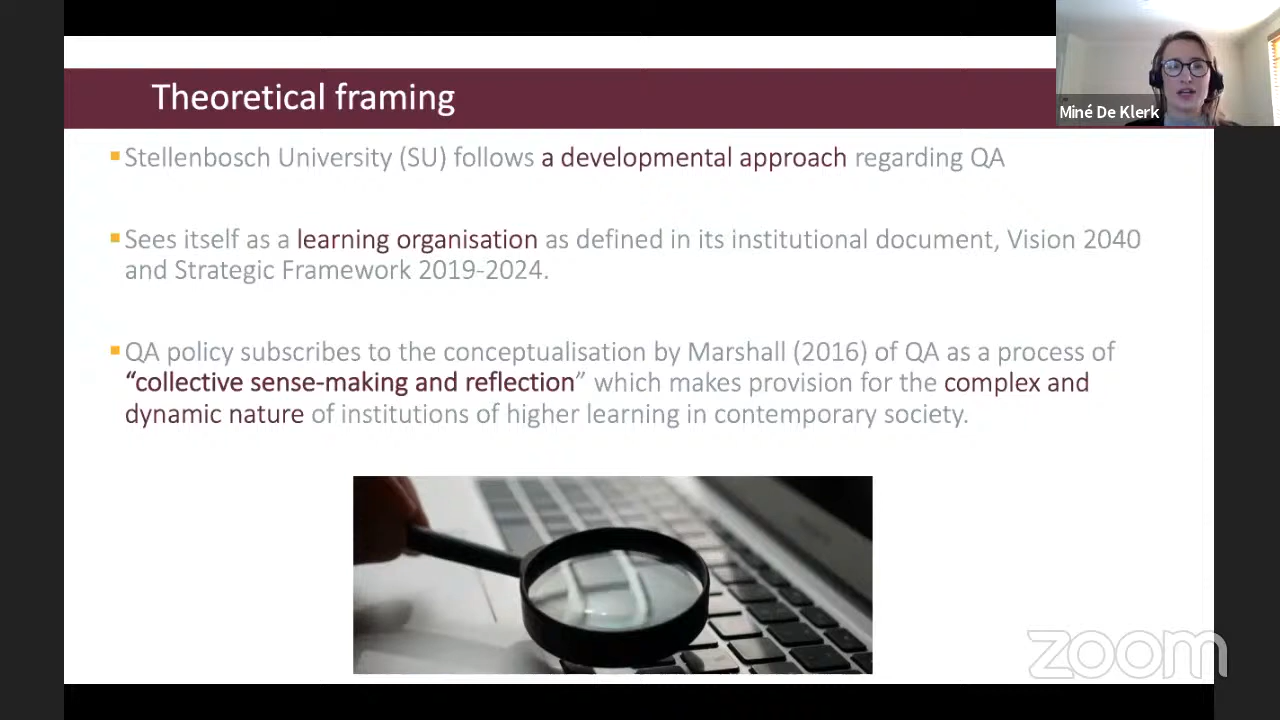 Theoretical framing
Miné De Klerk
Stellenbosch University (SU) follows a developmental approach regarding QA
Sees itself as a learning organisation as defined in its institutional document, Vision 2040
and Strategic Framework 2019-2024.
QA policy subscribes to the conceptualisation by Marshall (2016) of QA as a process of
“collective sense-making and reflection” which makes provision for the complex and
dynamic nature of institutions of higher learning in contemporary society.
zoom